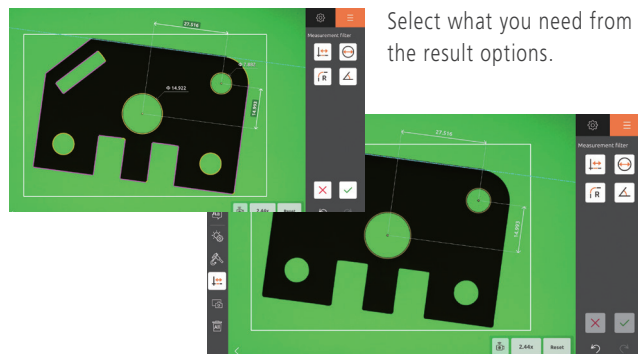 Select what you need from
the result options.
27.516
Measurement filter
Φ 14.922
14.993
R
2.44x Reset
27.516
Measurement filter
14.993
R
All
2.44x Reset